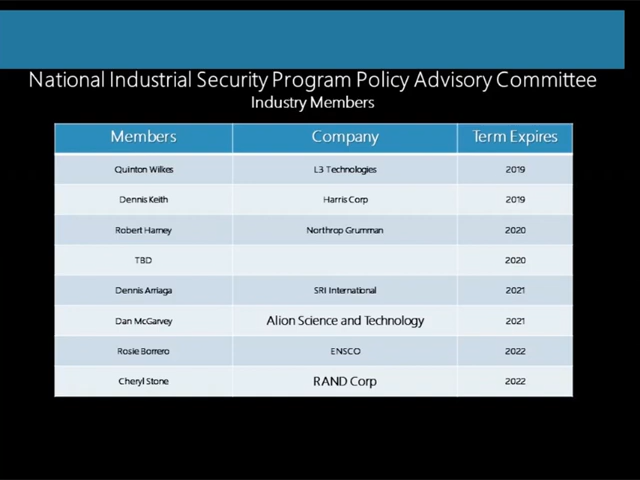 National Industrial Security Program Policy Advisory Committee
Industry Members
Members Company Term Expires
Quinton Wilkes L3 Technologies 2019
Dennis Keith Harris Corp 2019
Robert Harney Northrop Grumman 2020
TBD 2020
Dennis Arriaga SRI International 2021
Dan McGarvey Alion Science and Technology 2021
Rosie Borrero ENSCO 2022
Cheryl Stone RAND Corp 2022